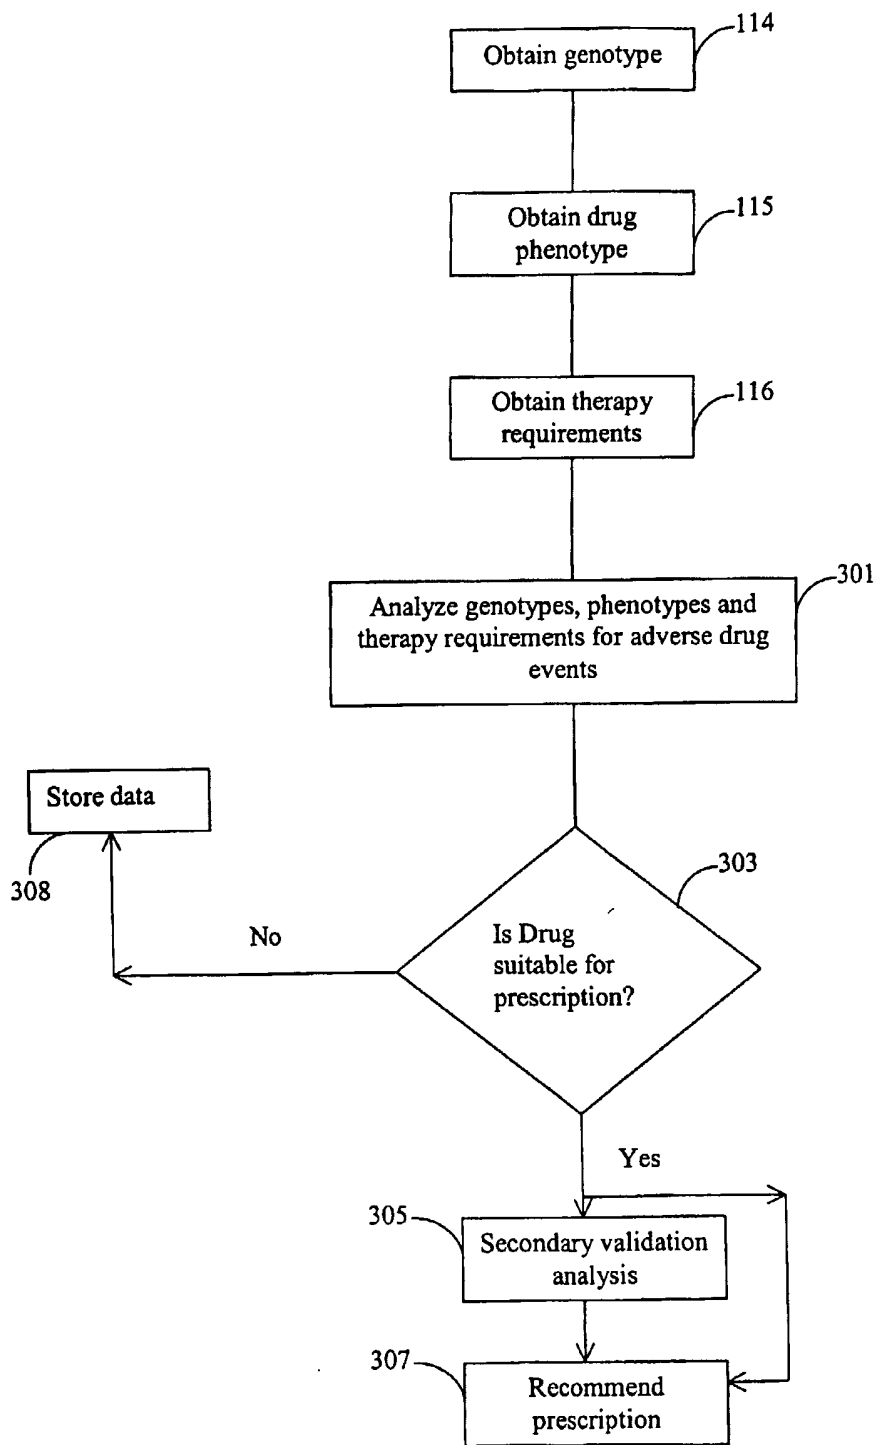 114
Obtain genotype
115
Obtain drug
phenotype
116
Obtain therapy
requirements
301
Analyze genotypes, phenotypes and
therapy requirements for adverse drug
events
Store data
308
303
No
Is Drug
suitable for
prescription?
Yes
305
Secondary validation
analysis
307
Recommend
prescription